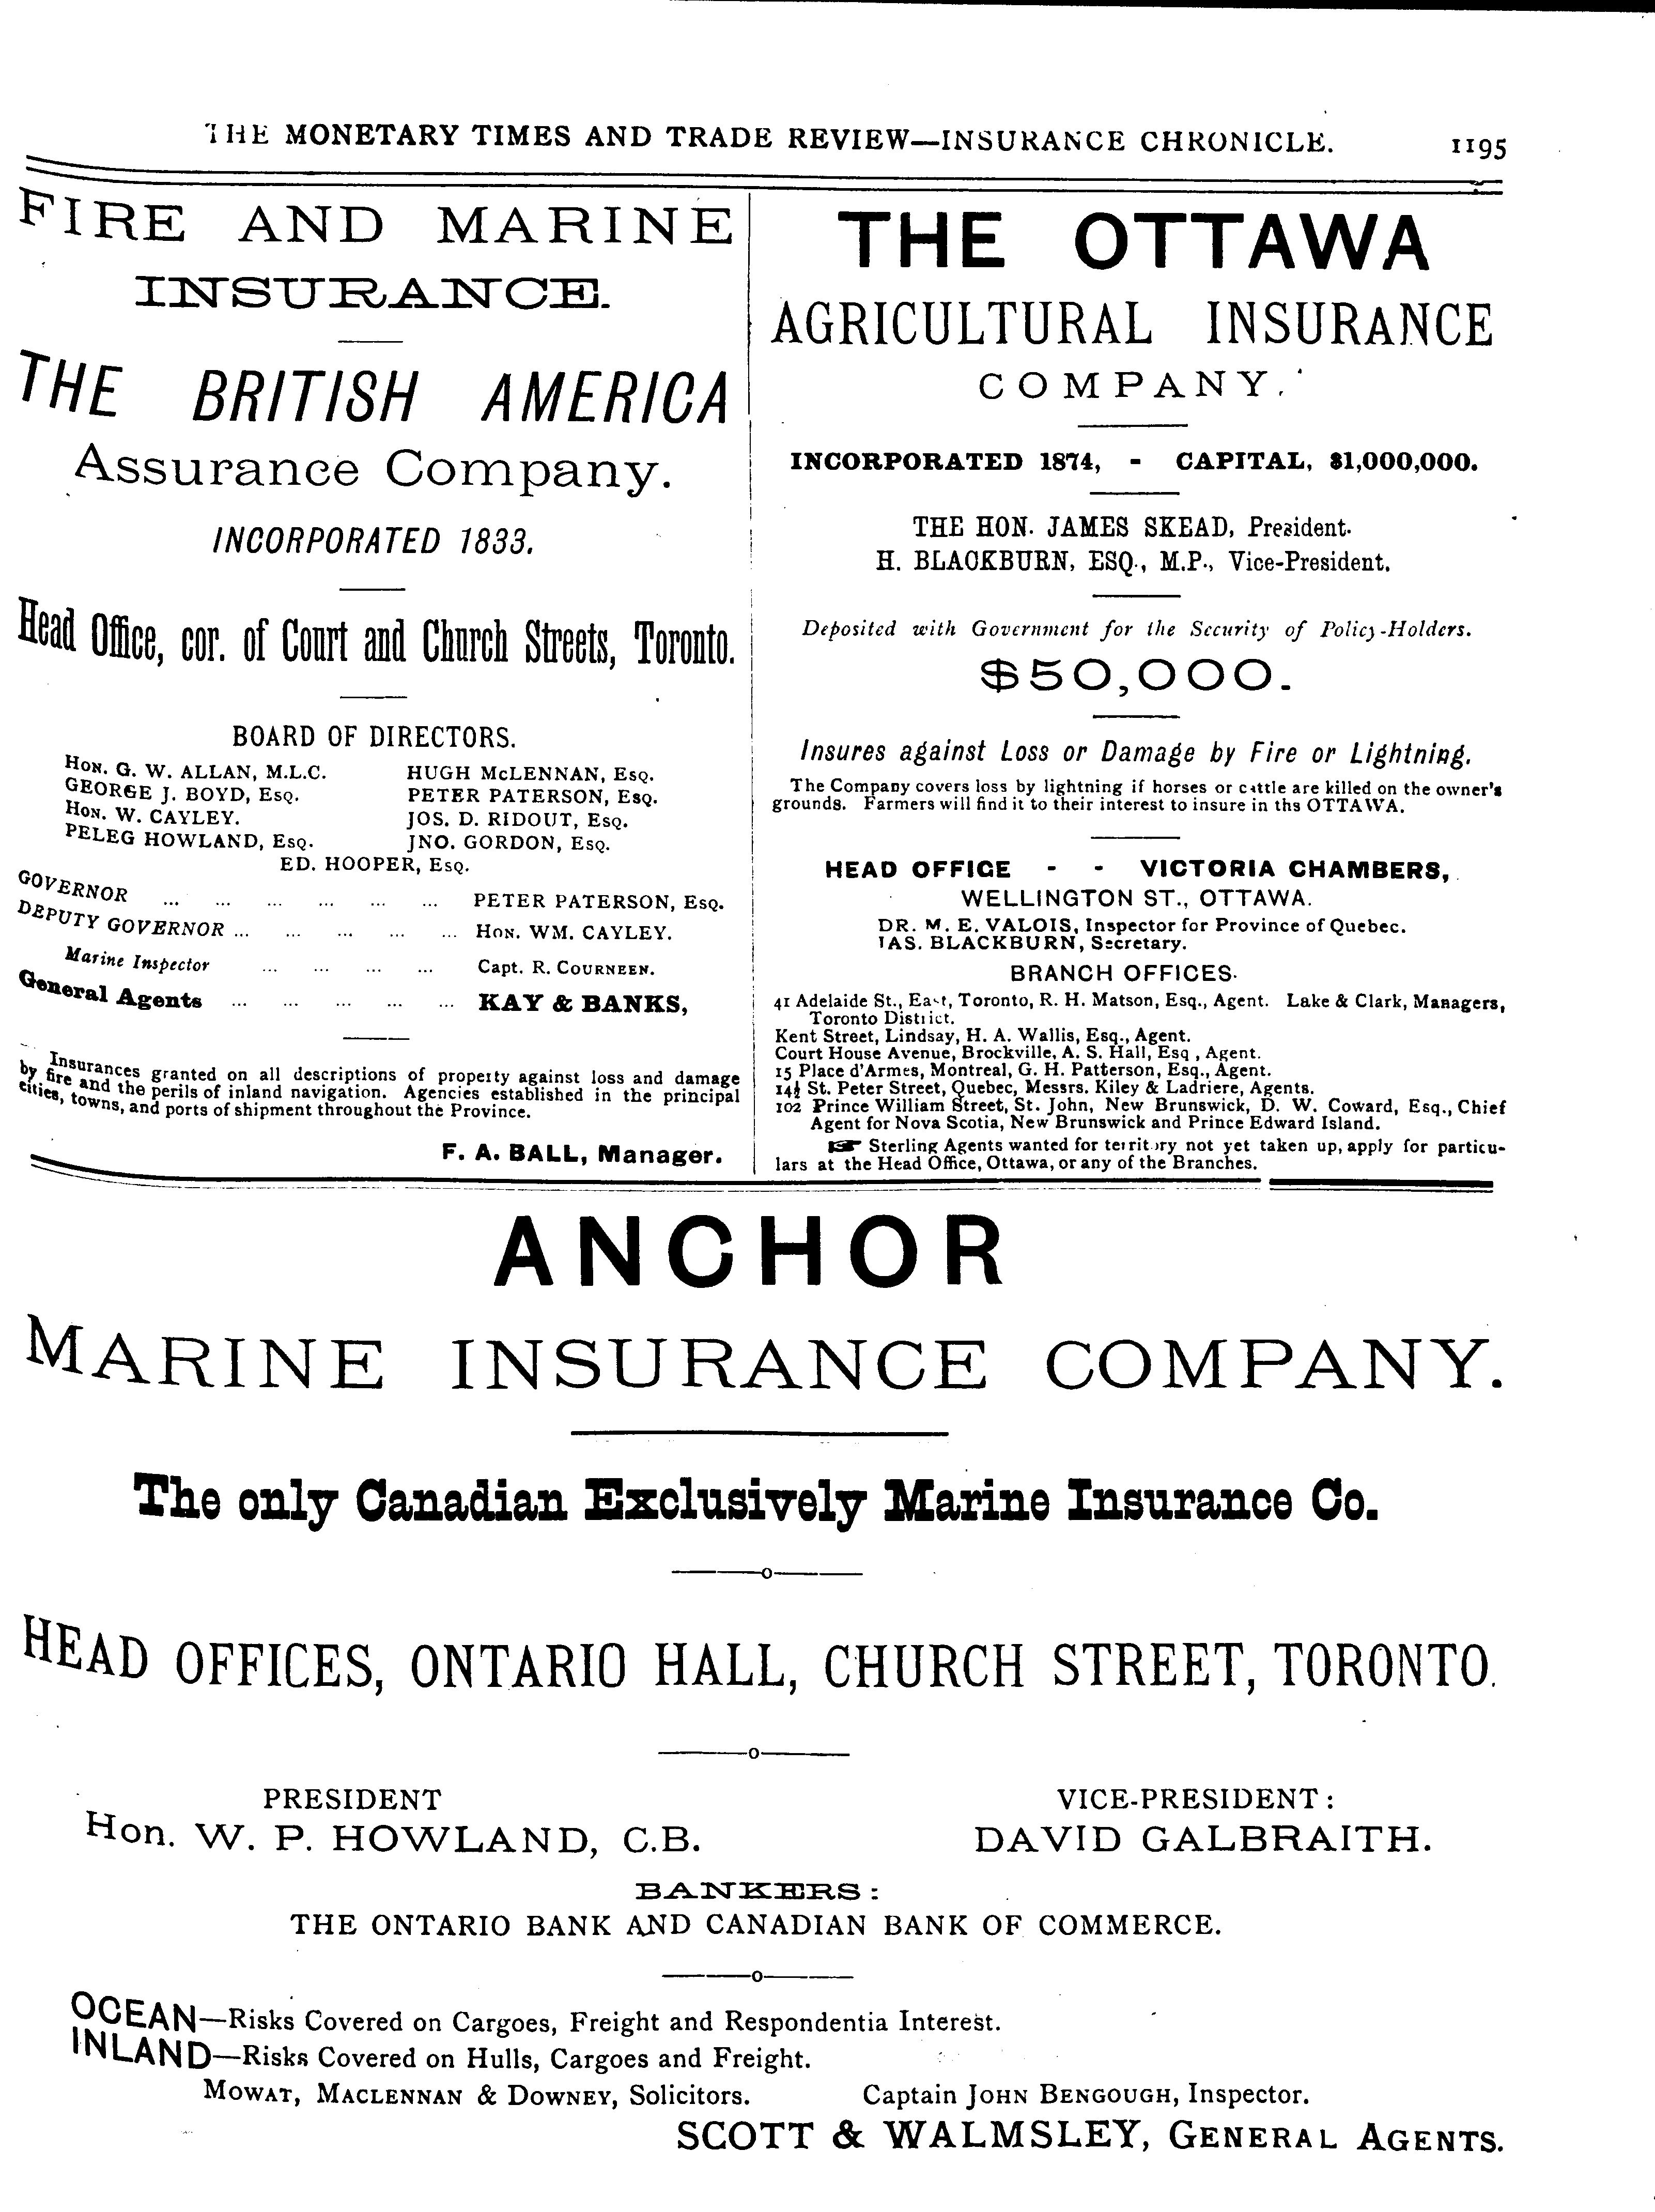 THE MONETARY TIMES AND TRADE REVIEW—INSURANCE CHRONICLE. 1195
FIRE AND MARINE
INSURANCE.
THE BRITISH AMERICA
Assurance Company.
INCORPORATED 1833.
Head Office, cor. of Court and Church Streets, Toronto.
BOARD OF DIRECTORS.
HON. G. W. ALLAN, M.L.C. HUGH McLENNAN, ESQ.
GEORGE J. BOYD, ESQ. PETER PATERSON, ESQ.
HON. W. CAYLEY. JOS. D. RIDOUT, ESQ.
PELEG HOWLAND, ESQ. JNO. GORDON, ESQ.
ED. HOOPER, ESQ.
GOVERNOR ... ... ... ... ... ... PETER PATERSON, ESQ.
DEPUTY GOVERNOR ... ... ... ... ... HON. WM. CAYLEY.
Marine Inspector ... ... ... ... Capt. R. COURNEEN.
General Agents ... ... ... ... ... KAY & BANKS,
Insurances granted on all descriptions of property against loss and damage
by fire and the perils of inland navigation. Agencies established in the principal
cities, towns, and ports of shipment throughout the Province.
F. A. BALL, Manager.
THE OTTAWA
AGRICULTURAL INSURANCE
COMPANY.
INCORPORATED 1874, - CAPITAL, $1,000,000.
THE HON. JAMES SKEAD, President.
H. BLACKBURN, ESQ., M.P., Vice-President.
Deposited with Government for the Security of Policy-Holders.
$50,000.
Insures against Loss or Damage by Fire or Lightning.
The Company covers loss by lightning if horses or cattle are killed on the owner's
grounds. Farmers will find it to their interest to insure in ths OTTAWA.
HEAD OFFICE - - VICTORIA CHAMBERS,
WELLINGTON ST., OTTAWA.
DR. M. E. VALOIS, Inspector for Province of Quebec.
JAS. BLACKBURN, Secretary.
BRANCH OFFICES.
41 Adelaide St., East, Toronto, R. H. Matson, Esq., Agent. Lake & Clark, Managers,
Toronto District.
Kent Street, Lindsay, H. A. Wallis, Esq., Agent.
Court House Avenue, Brockville, A. S. Hall, Esq , Agent.
15 Place d'Armes, Montreal, G. H. Patterson, Esq., Agent.
14½ St. Peter Street, Quebec, Messrs. Kiley & Ladriere, Agents.
102 Prince William Street, St. John, New Brunswick, D. W. Coward, Esq., Chief
Agent for Nova Scotia, New Brunswick and Prince Edward Island.
☞ Sterling Agents wanted for territory not yet taken up, apply for particu-
lars at the Head Office, Ottawa, or any of the Branches.
ANCHOR
MARINE INSURANCE COMPANY.
The only Canadian Exclusively Marine Insurance Co.
HEAD OFFICES, ONTARIO HALL, CHURCH STREET, TORONTO.
PRESIDENT VICE-PRESIDENT:
Hon. W. P. HOWLAND, C.B. DAVID GALBRAITH.
BANKERS:
THE ONTARIO BANK AND CANADIAN BANK OF COMMERCE.
OCEAN—Risks Covered on Cargoes, Freight and Respondentia Interest.
INLAND—Risks Covered on Hulls, Cargoes and Freight.
MOWAT, MACLENNAN & DOWNEY, Solicitors. Captain JOHN BENGOUGH, Inspector.
SCOTT & WALMSLEY, GENERAL AGENTS.